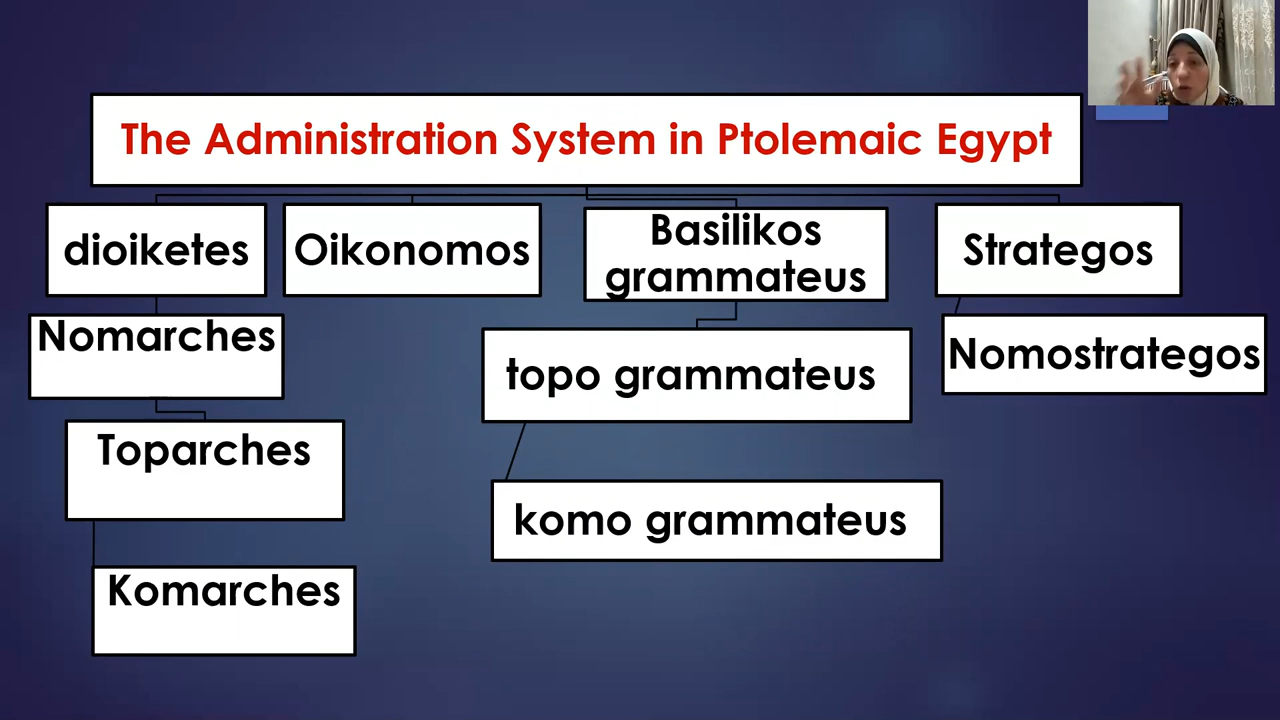 The Administration System in Ptolemaic Egypt
dioiketes
Oikonomos
Basilikos
grammateus
Strategos
Nomarches
topo grammateus
Nomostrategos
Toparches
komo grammateus
Komarches